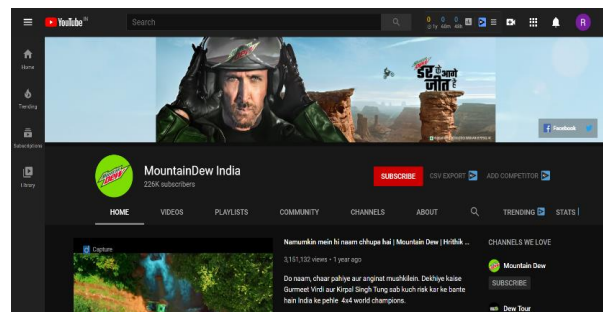 YouTube IN
Search
Home
Trending
Subscriptions
Library
डर के आगे
जीत है
Facebook
MountainDew India
226K subscribers
SUBSCRIBE
CSV EXPORT
ADD COMPETITOR
HOME
VIDEOS
PLAYLISTS
COMMUNITY
CHANNELS
ABOUT
TRENDING
STATS
Capture
Namumkin mein hi naam chhupa hai | Mountain Dew | Hrithik ...
3,151,132 views • 1 year ago
Do naam, chaar pahiye aur anginat mushkilein. Dekhiye kaise
Gurmeet Virdi aur Kirpal Singh Tung sab kuch risk kar ke bante
hain India ke pehle 4x4 world champions.
CHANNELS WE LOVE
Mountain Dew
SUBSCRIBE
Dew Tour
R